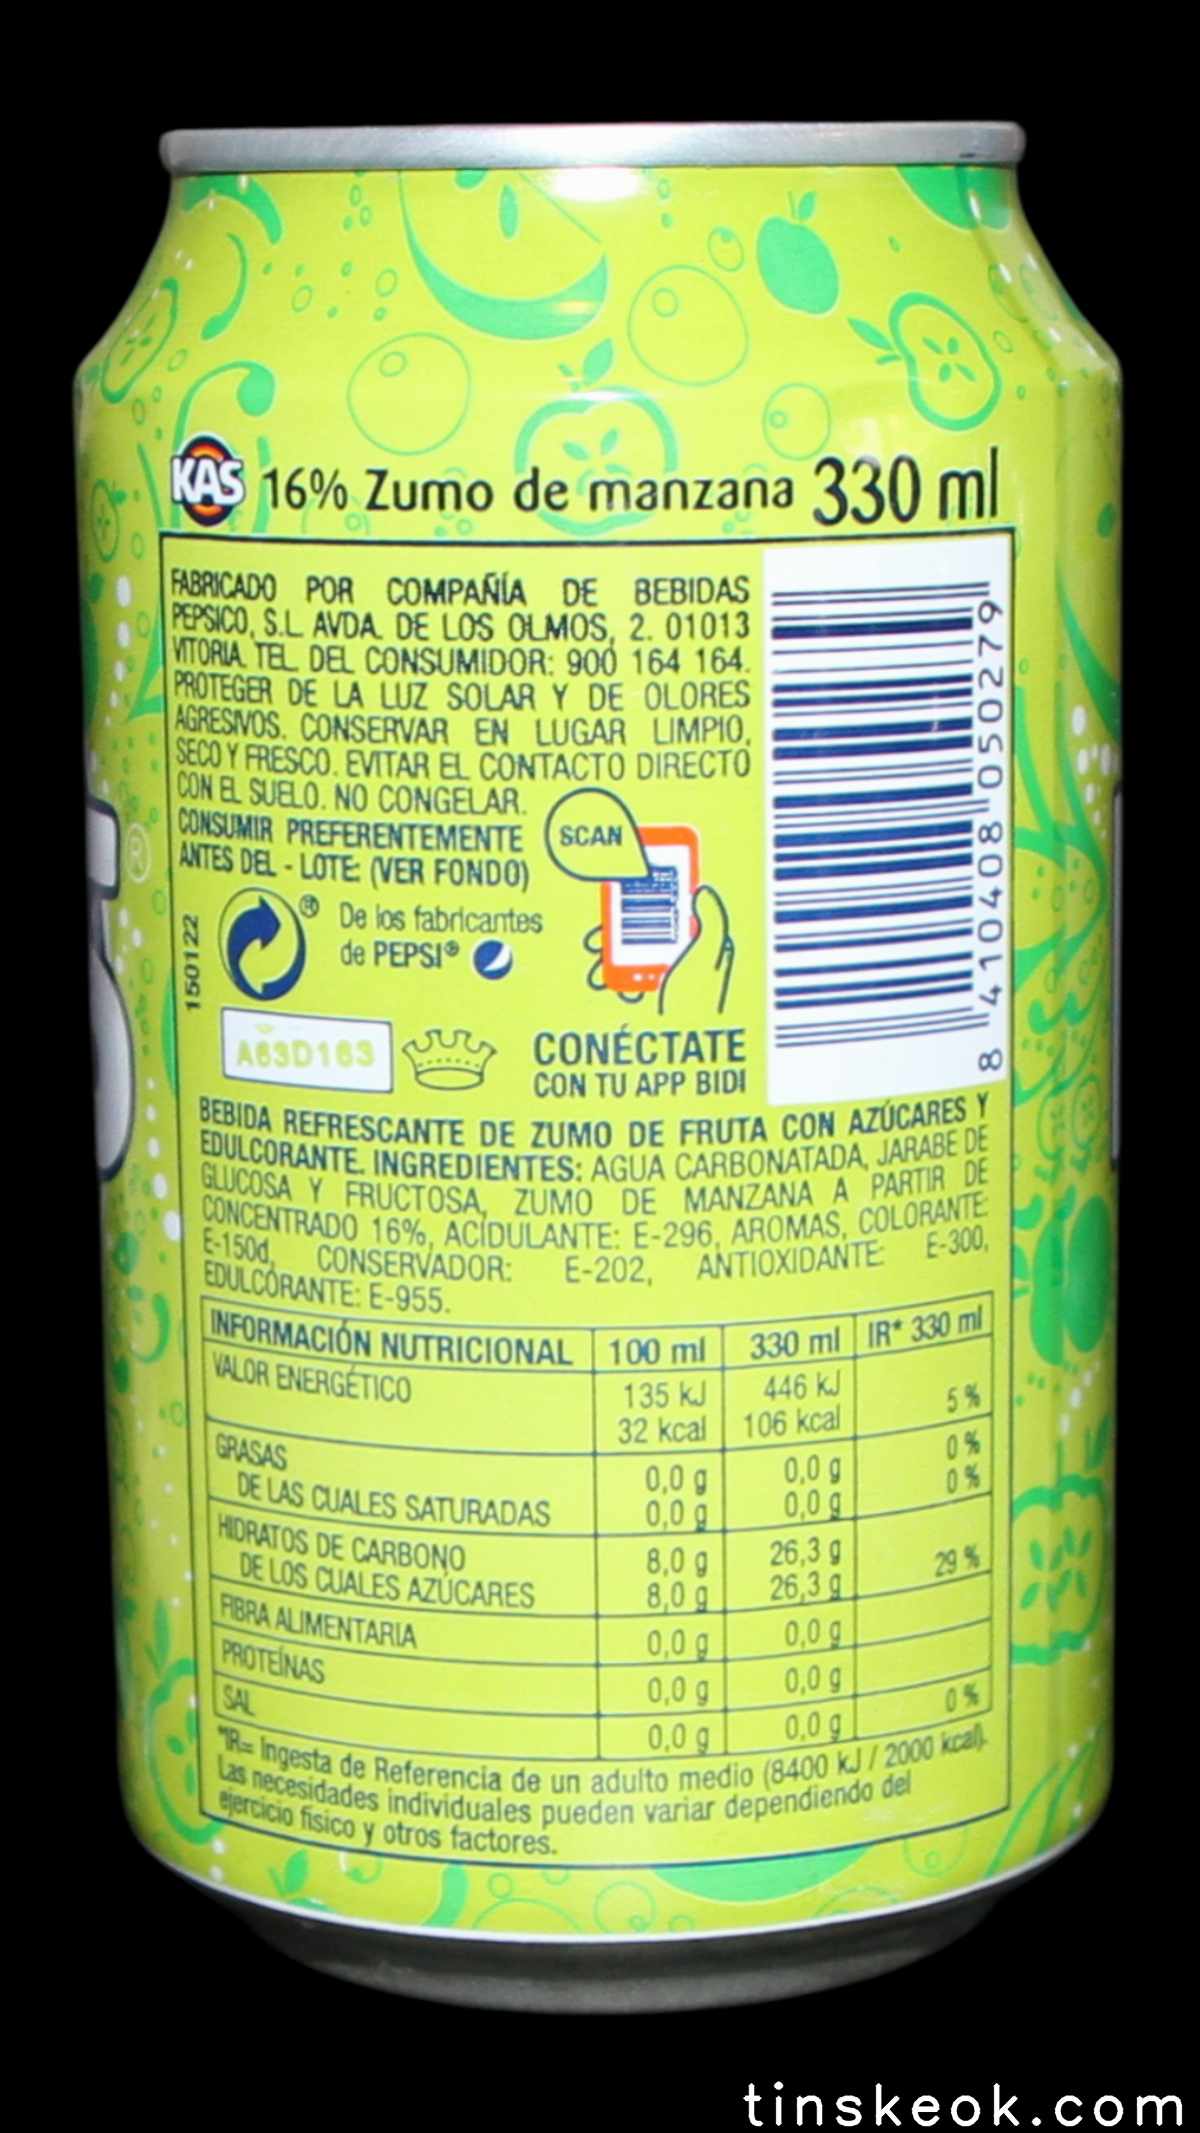 KAS 16% Zumo de manzana 330 ml
FABRICADO POR COMPAÑÍA DE BEBIDAS
PEPSICO, S.L. AVDA. DE LOS OLMOS, 2. 01013
VITORIA. TEL. DEL CONSUMIDOR: 900 164 164.
PROTEGER DE LA LUZ SOLAR Y DE OLORES
AGRESIVOS. CONSERVAR EN LUGAR LIMPIO,
SECO Y FRESCO. EVITAR EL CONTACTO DIRECTO
CON EL SUELO. NO CONGELAR.
CONSUMIR PREFERENTEMENTE
ANTES DEL - LOTE: (VER FONDO)
SCAN
®
De los fabricantes
de PEPSI®
150122
A63D163
CONÉCTATE
CON TU APP BIDI
8 410408 050279
BEBIDA REFRESCANTE DE ZUMO DE FRUTA CON AZÚCARES Y
EDULCORANTE. INGREDIENTES: AGUA CARBONATADA, JARABE DE
GLUCOSA Y FRUCTOSA, ZUMO DE MANZANA A PARTIR DE
CONCENTRADO 16%, ACIDULANTE: E-296, AROMAS, COLORANTE:
E-150d, CONSERVADOR: E-202, ANTIOXIDANTE: E-300,
EDULCORANTE: E-955.
INFORMACIÓN NUTRICIONAL 100 ml 330 ml IR* 330 ml
VALOR ENERGÉTICO 135 kJ 446 kJ
32 kcal 106 kcal 5 %
GRASAS 0,0 g 0,0 g 0 %
DE LAS CUALES SATURADAS 0,0 g 0,0 g 0 %
HIDRATOS DE CARBONO 8,0 g 26,3 g
DE LOS CUALES AZÚCARES 8,0 g 26,3 g 29 %
FIBRA ALIMENTARIA 0,0 g 0,0 g
PROTEÍNAS 0,0 g 0,0 g
SAL 0,0 g 0,0 g 0 %
*IR= Ingesta de Referencia de un adulto medio (8400 kJ / 2000 kcal).
Las necesidades individuales pueden variar dependiendo del
ejercicio físico y otros factores.
®
tinskeok.com